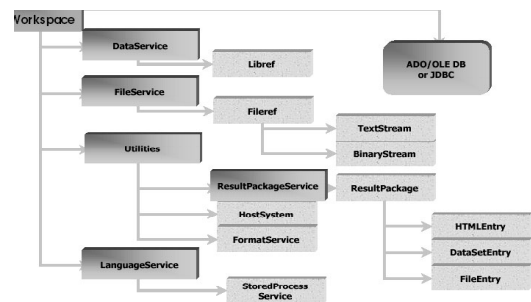 Workspace
DataService
Libref
ADO/OLE DB
or JDBC
FileService
Fileref
TextStream
BinaryStream
Utilities
ResultPackageService
ResultPackage
HostSystem
FormatService
HTMLEntry
DataSetEntry
FileEntry
LanguageService
StoredProcess
Service